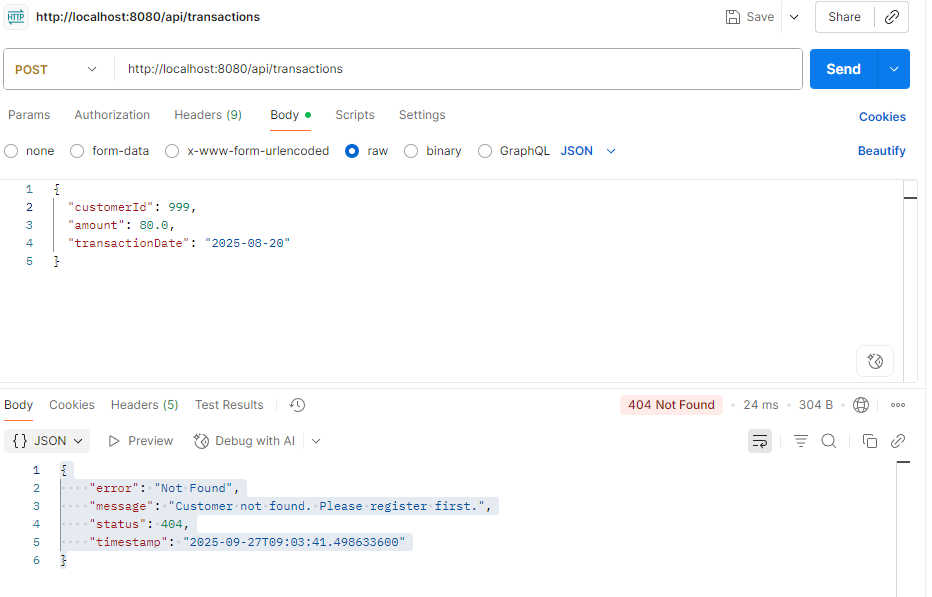 HTTP http://localhost:8080/api/transactions Save Share
POST http://localhost:8080/api/transactions Send
Params Authorization Headers (9) Body Scripts Settings Cookies
none form-data x-www-form-urlencoded raw binary GraphQL JSON Beautify
1 {
2 "customerId": 999,
3 "amount": 80.0,
4 "transactionDate": "2025-08-20"
5 }
Body Cookies Headers (5) Test Results 404 Not Found • 24 ms • 304 B •
{} JSON Preview Debug with AI
1 {
2 ····"error":·"Not·Found",
3 ····"message":·"Customer·not·found.·Please·register·first.",
4 ····"status":·404,
5 ····"timestamp":·"2025-09-27T09:03:41.498633600"
6 }